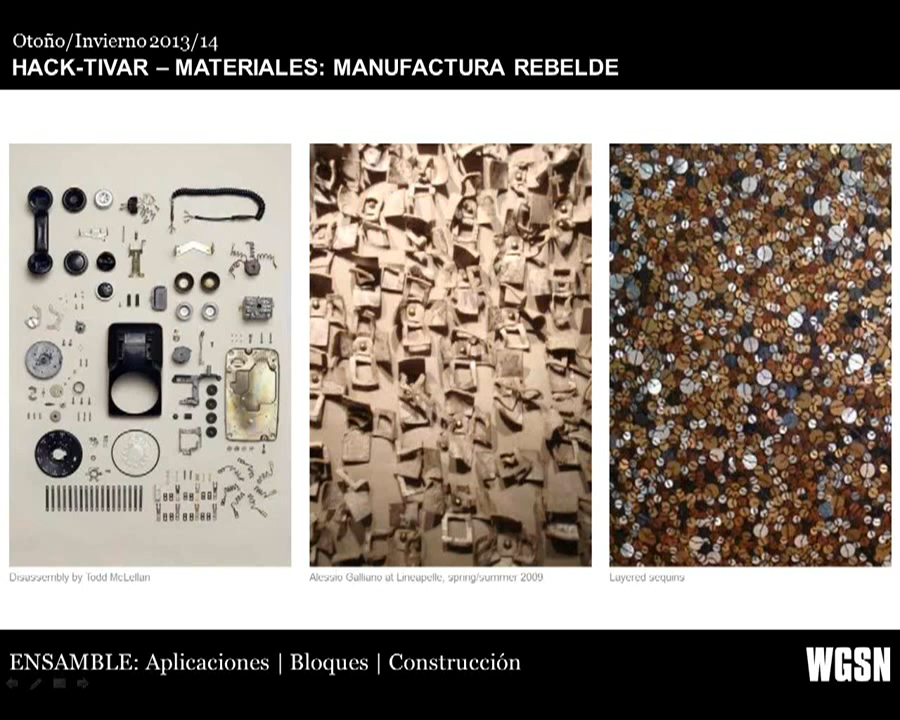 Otoño/Invierno 2013/14
HACK-TIVAR – MATERIALES: MANUFACTURA REBELDE
Disassembly by Todd McLellan
Alessio Galliano at Lineapelle, spring/summer 2009
Layered sequins
ENSAMBLE: Aplicaciones | Bloques | Construcción
WGSN